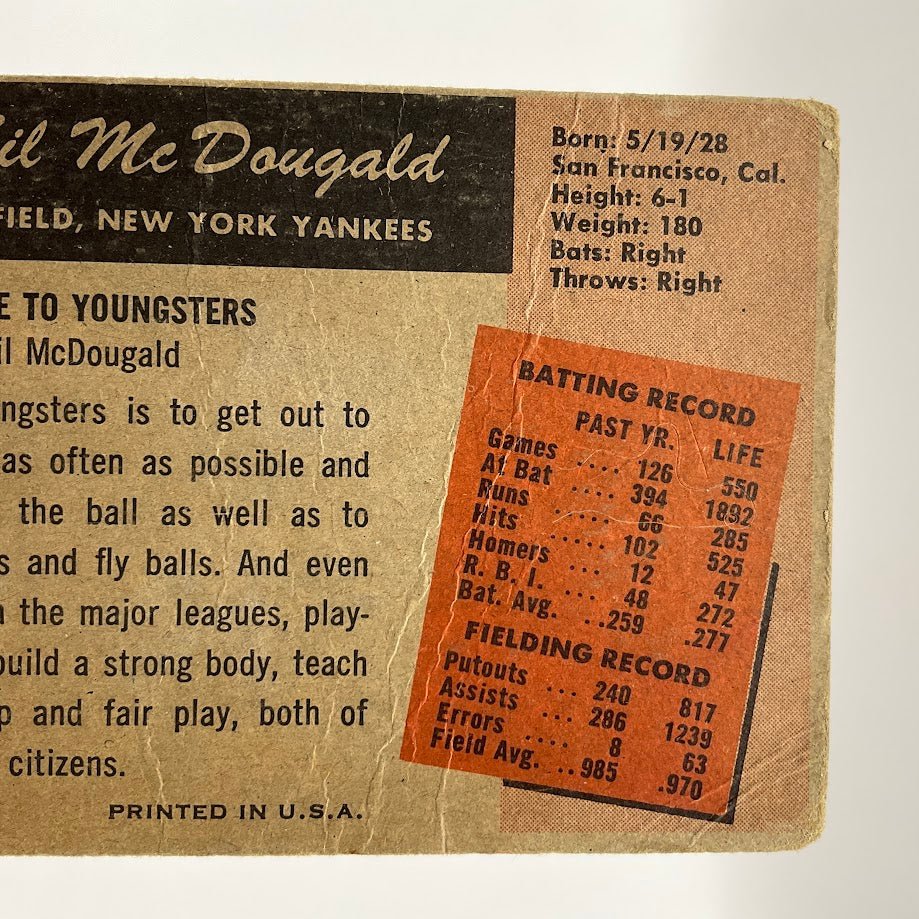 il McDougald
FIELD, NEW YORK YANKEES
E TO YOUNGSTERS
il McDougald
ngsters is to get out to
as often as possible and
the ball as well as to
s and fly balls. And even
the major leagues, play-
build a strong body, teach
p and fair play, both of
citizens.
PRINTED IN U.S.A.
Born: 5/19/28
San Francisco, Cal.
Height: 6-1
Weight: 180
Bats: Right
Throws: Right
BATTING RECORD
PAST YR. LIFE
Games .... 126 550
At Bat .... 394 1892
Runs ..... 66 285
Hits ..... 102 525
Homers ... 12 47
R. B. I. ... 48 272
Bat. Avg. ..259 .277
FIELDING RECORD
Putouts ... 240 817
Assists ... 286 1239
Errors .... 8 63
Field Avg. ..985 .970